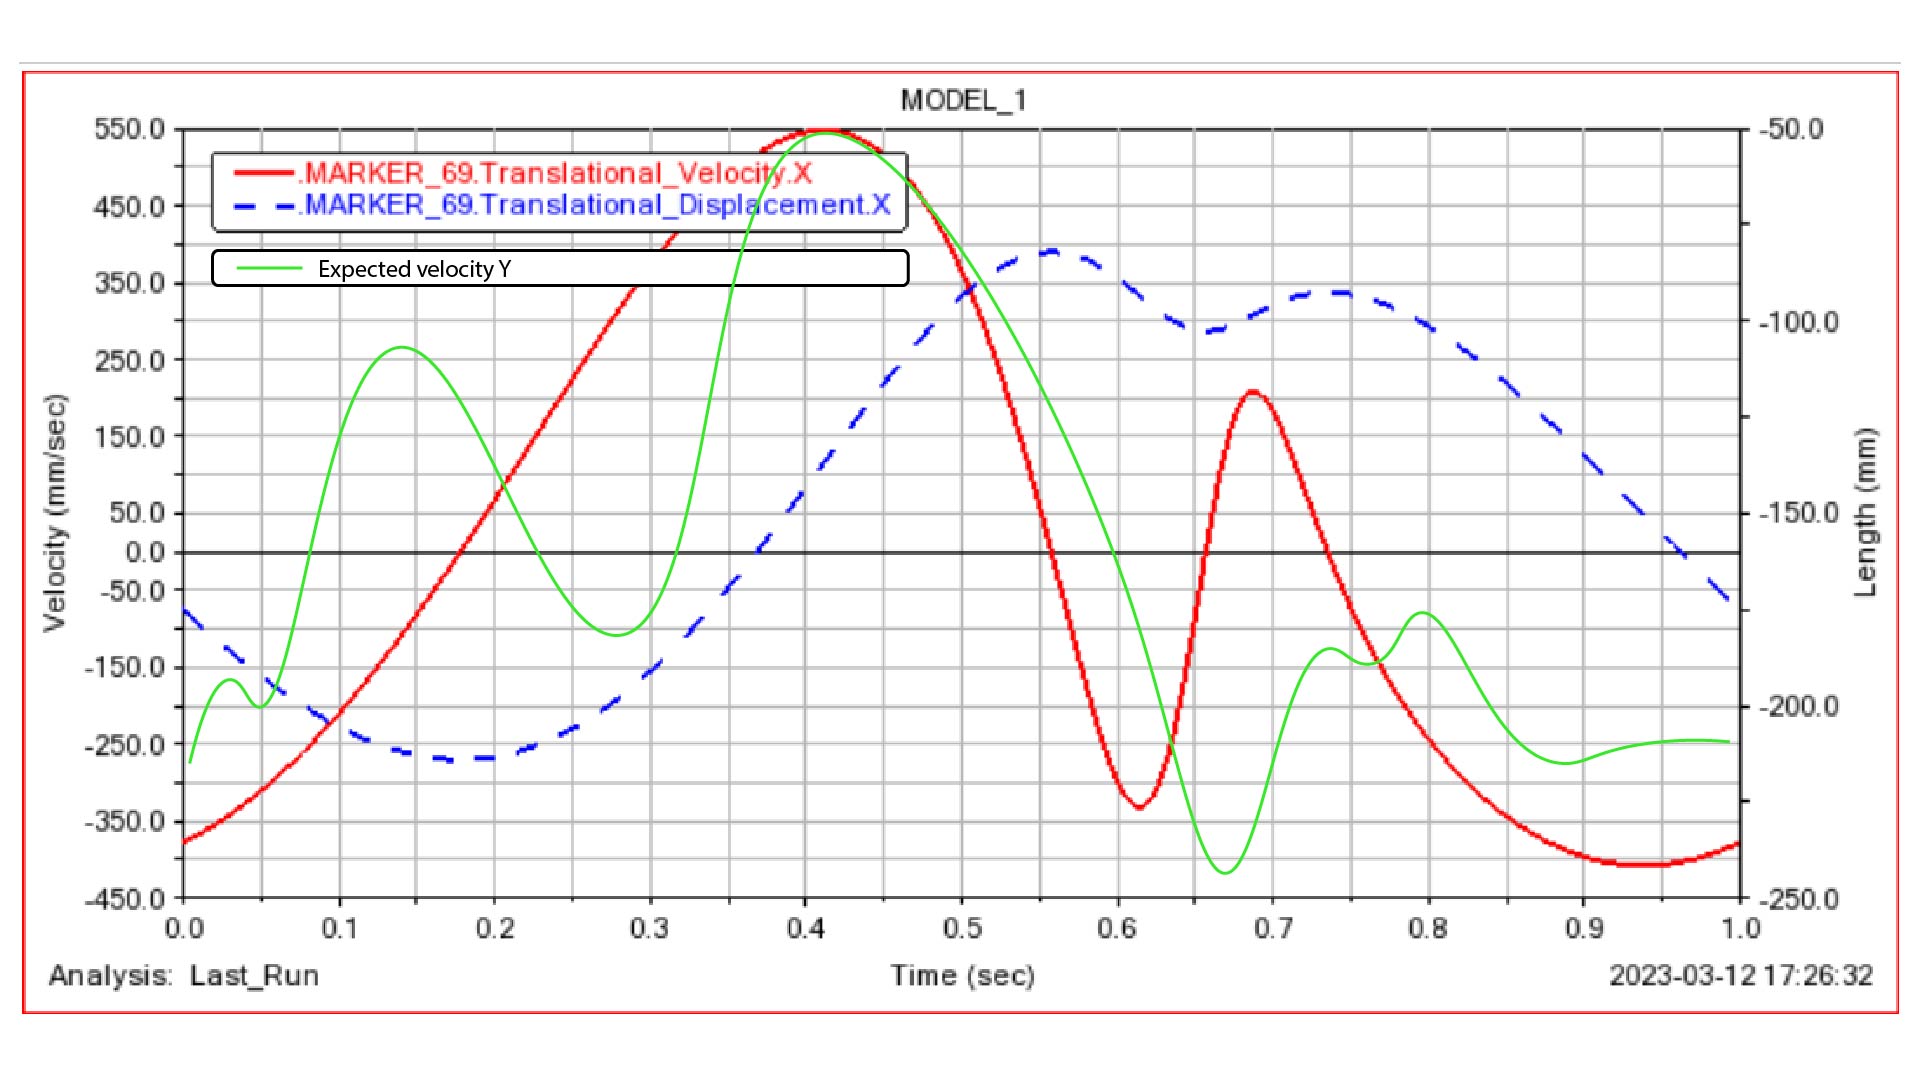 MODEL_1
.MARKER_69.Translational_Velocity.X
.MARKER_69.Translational_Displacement.X
Expected velocity Y
Velocity (mm/sec)
550.0
450.0
350.0
250.0
150.0
50.0
0.0
-50.0
-150.0
-250.0
-350.0
-450.0
Length (mm)
-50.0
-100.0
-150.0
-200.0
-250.0
0.0 0.1 0.2 0.3 0.4 0.5 0.6 0.7 0.8 0.9 1.0
Analysis: Last_Run Time (sec) 2023-03-12 17:26:32